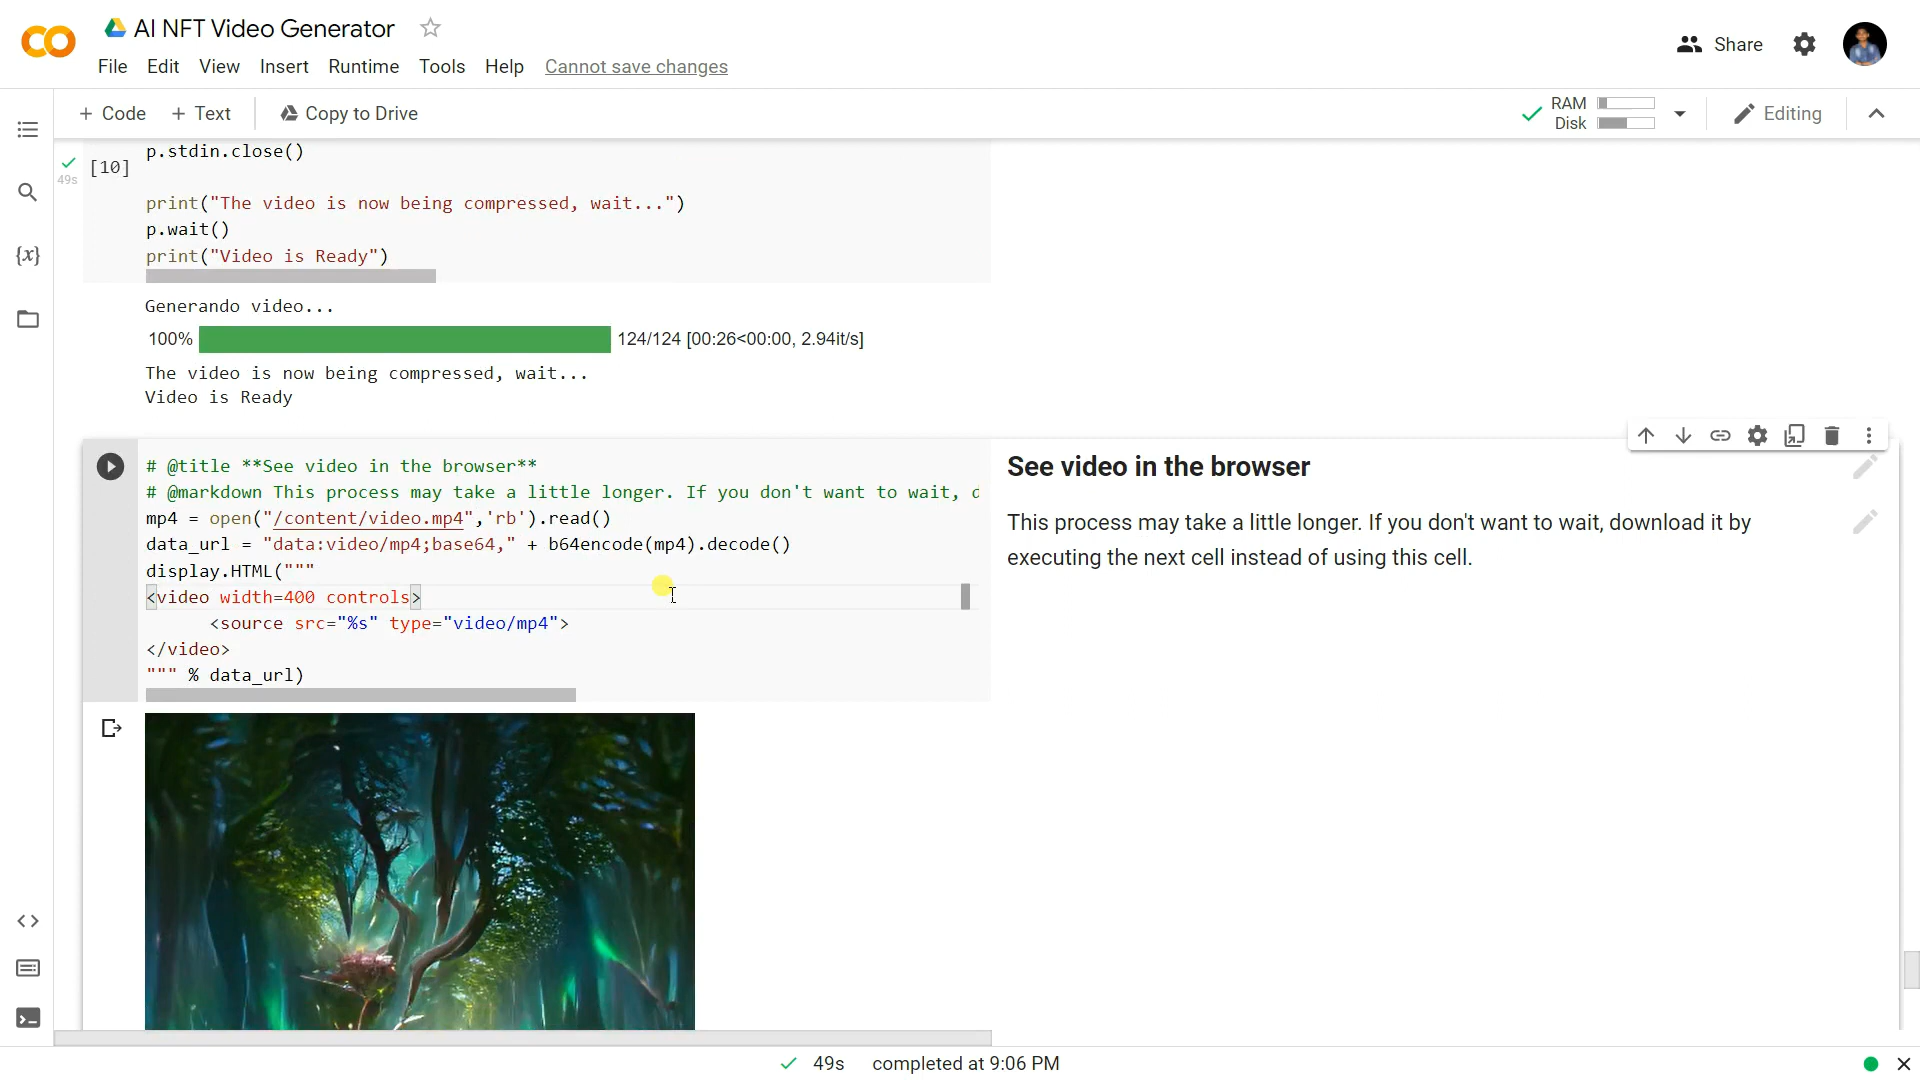 AI NFT Video Generator
File Edit View Insert Runtime Tools Help Cannot save changes
Share
+ Code + Text Copy to Drive
RAM
Disk
Editing
49s
[10]
p.stdin.close()
print("The video is now being compressed, wait...")
p.wait()
print("Video is Ready")
Generando video...
100% 124/124 [00:26<00:00, 2.94it/s]
The video is now being compressed, wait...
Video is Ready
{x}
# @title **See video in the browser**
# @markdown This process may take a little longer. If you don't want to wait, d
mp4 = open("/content/video.mp4",'rb').read()
data_url = "data:video/mp4;base64," + b64encode(mp4).decode()
display.HTML("""
<video width=400 controls>
<source src="%s" type="video/mp4">
</video>
""" % data_url)
See video in the browser
This process may take a little longer. If you don't want to wait, download it by
executing the next cell instead of using this cell.
49s completed at 9:06 PM